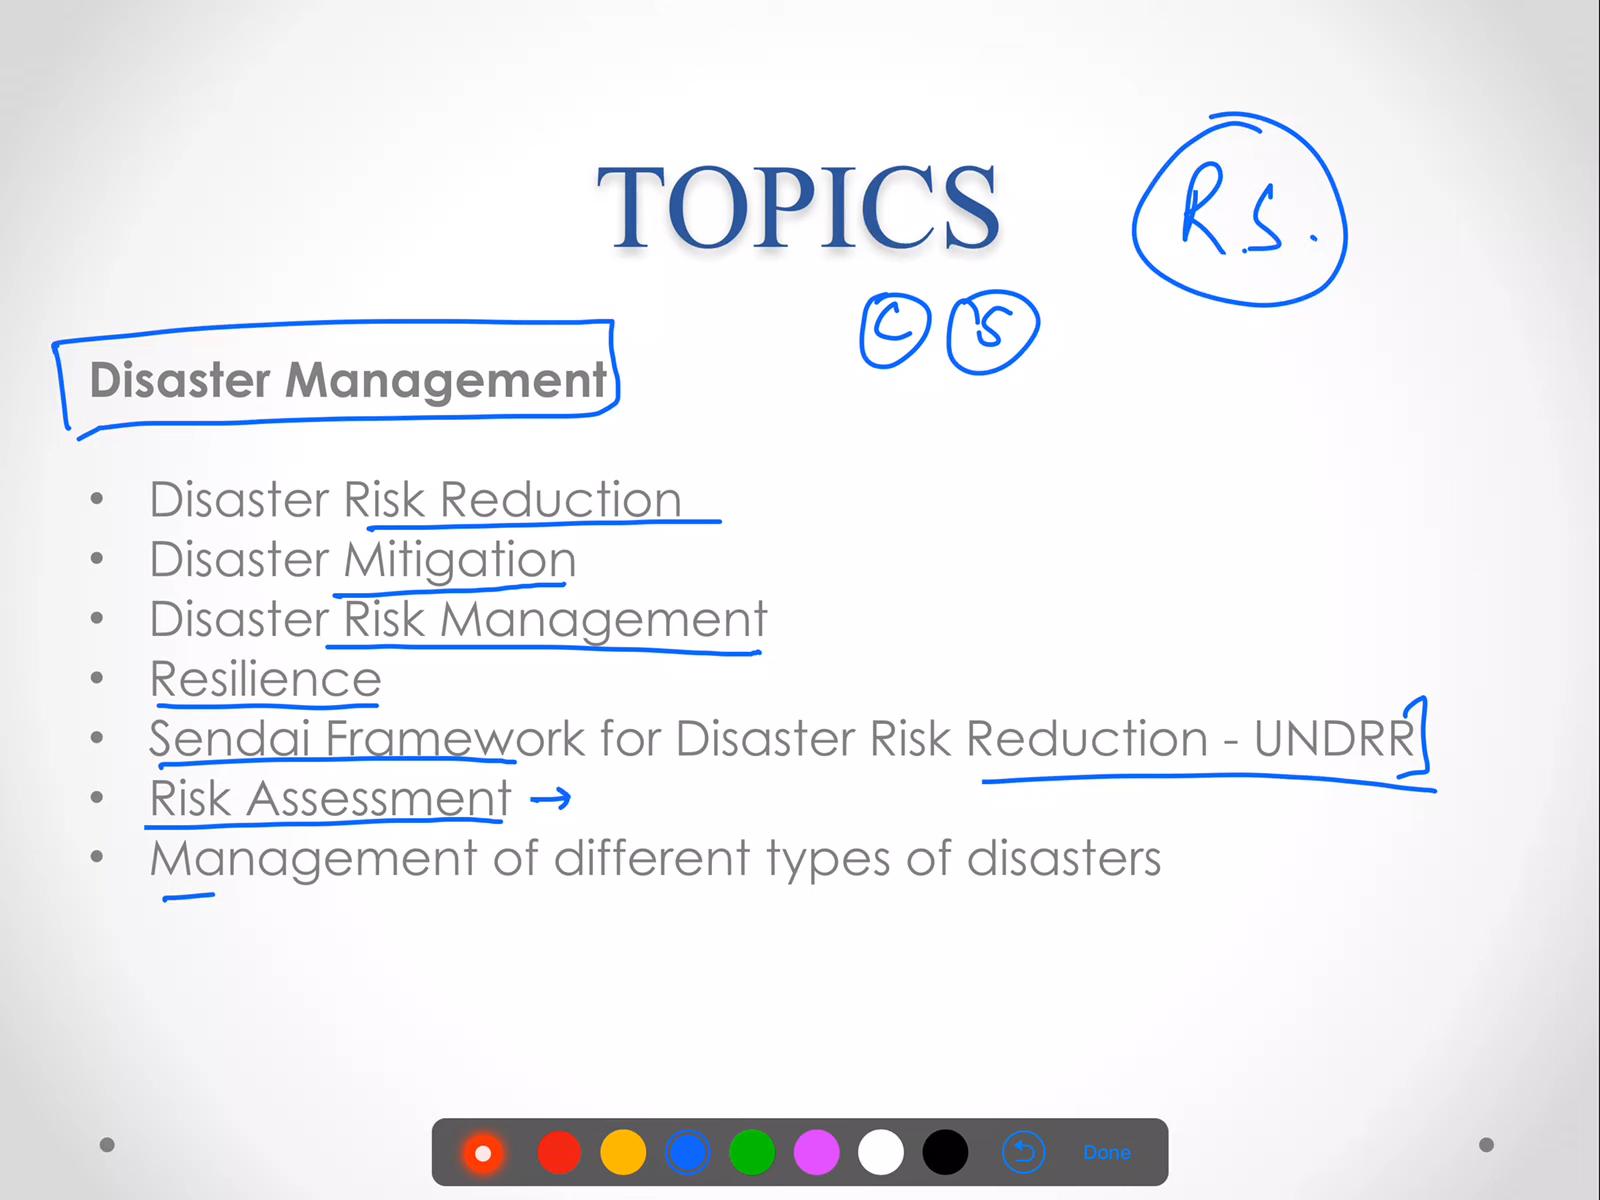 TOPICS
R.S.
C S
Disaster Management
• Disaster Risk Reduction
• Disaster Mitigation
• Disaster Risk Management
• Resilience
• Sendai Framework for Disaster Risk Reduction - UNDRR
• Risk Assessment →
• Management of different types of disasters
Done